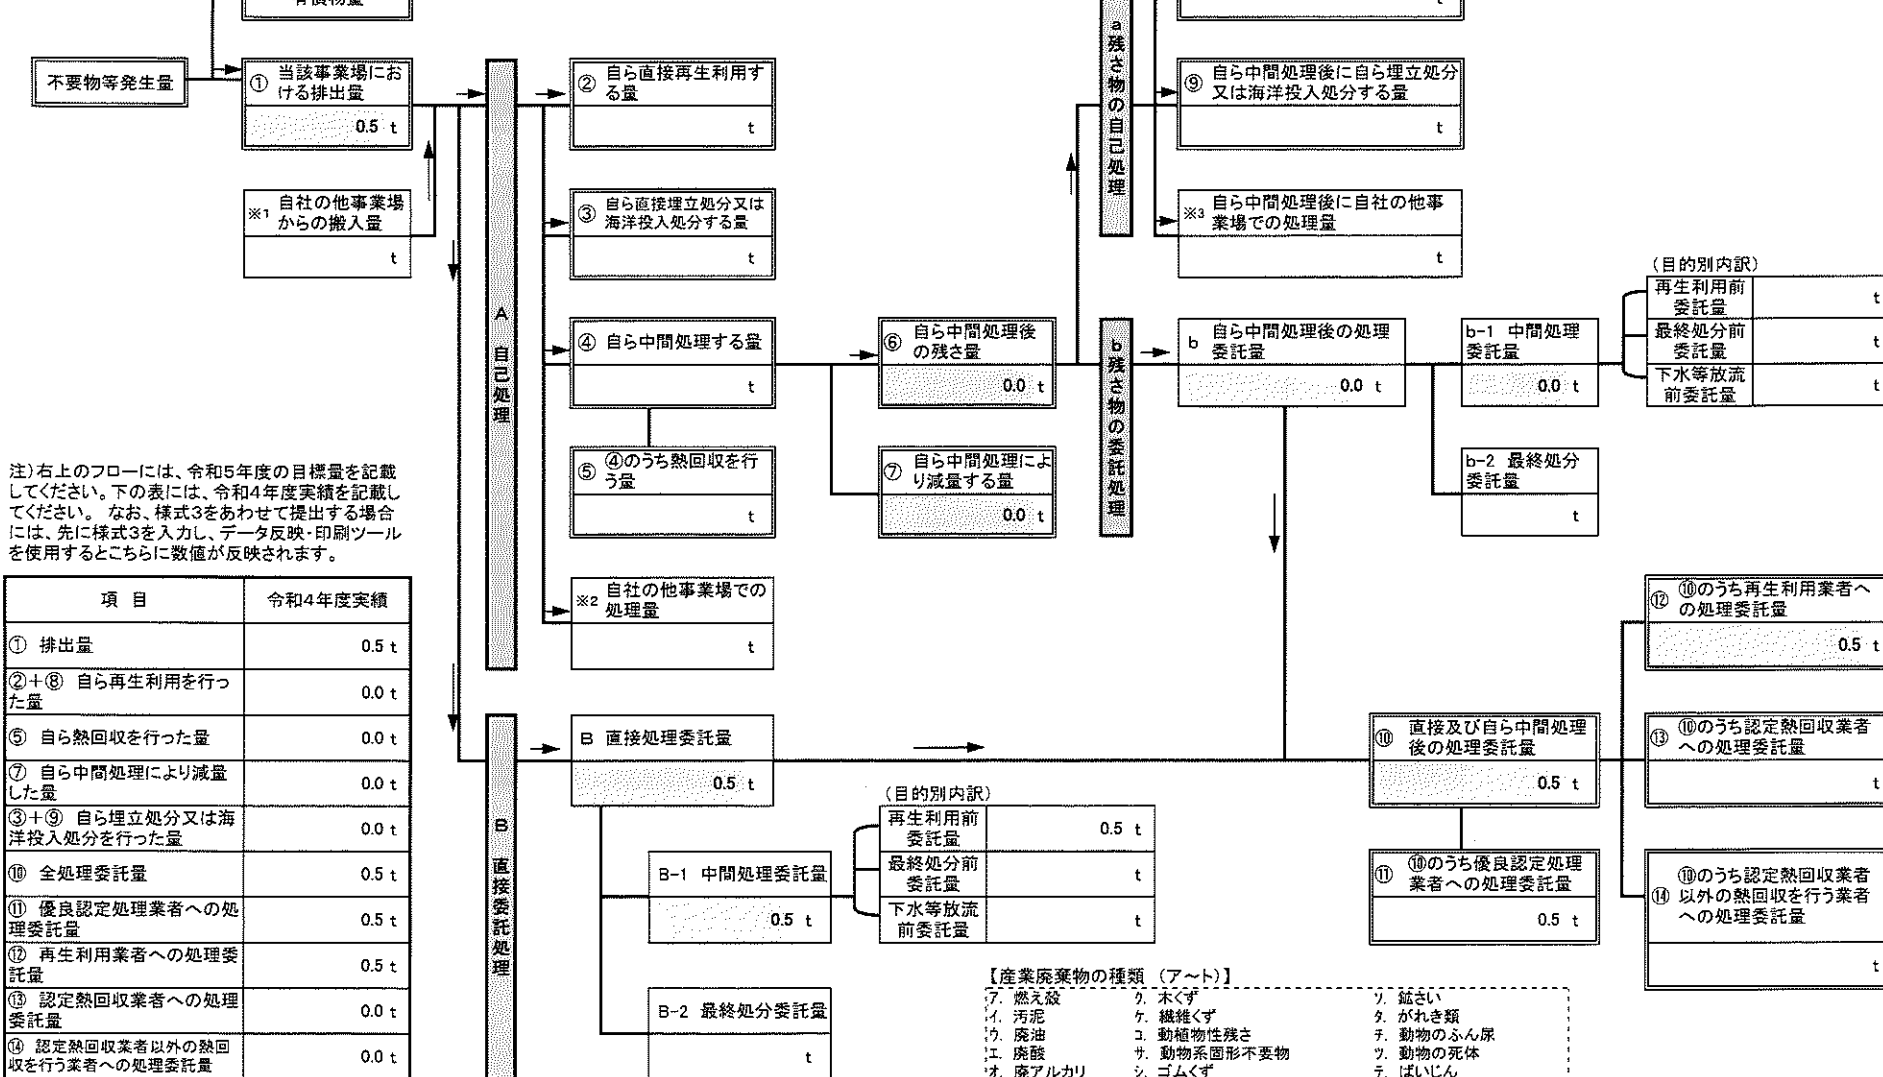 有償物量
t
不要物等発生量
① 当該事業場にお
ける排出量
0.5 t
※1 自社の他事業場
からの搬入量
t
A 自己処理
② 自ら直接再生利用す
る量
t
③ 自ら直接埋立処分又は
海洋投入処分する量
t
④ 自ら中間処理する量
t
⑤ ④のうち熱回収を行
う量
t
※2 自社の他事業場での
処理量
t
⑥ 自ら中間処理後
の残さ量
0.0 t
⑦ 自ら中間処理によ
り減量する量
0.0 t
a 残さ物の自己処理
⑨ 自ら中間処理後に自ら埋立処分
又は海洋投入処分する量
t
※3 自ら中間処理後に自社の他事
業場での処理量
t
b 残さ物の委託処理
b 自ら中間処理後の処理
委託量
0.0 t
b-1 中間処理
委託量
0.0 t
(目的別内訳)
再生利用前
委託量
t
最終処分前
委託量
t
下水等放流
前委託量
t
b-2 最終処分
委託量
t
注)右上のフローには、令和5年度の目標量を記載
してください。下の表には、令和4年度実績を記載し
てください。 なお、様式3をあわせて提出する場合
には、先に様式3を入力し、データ反映・印刷ツール
を使用するとこちらに数値が反映されます。
項 目 令和4年度実績
① 排出量 0.5 t
②+⑧ 自ら再生利用を行っ
た量 0.0 t
⑤ 自ら熱回収を行った量 0.0 t
⑦ 自ら中間処理により減量
した量 0.0 t
③+⑨ 自ら埋立処分又は海
洋投入処分を行った量 0.0 t
⑩ 全処理委託量 0.5 t
⑪ 優良認定処理業者への処
理委託量 0.5 t
⑫ 再生利用業者への処理委
託量 0.5 t
⑬ 認定熱回収業者への処理
委託量 0.0 t
⑭ 認定熱回収業者以外の熱回
収を行う業者への処理委託量 0.0 t
B 直接委託処理
B 直接処理委託量
0.5 t
B-1 中間処理委託量
0.5 t
(目的別内訳)
再生利用前
委託量
0.5 t
最終処分前
委託量
t
下水等放流
前委託量
t
B-2 最終処分委託量
t
⑩ 直接及び自ら中間処理
後の処理委託量
0.5 t
⑪ ⑩のうち優良認定処理
業者への処理委託量
0.5 t
⑫ ⑩のうち再生利用業者へ
の処理委託量
0.5 t
⑬ ⑩のうち認定熱回収業者
への処理委託量
t
⑭ ⑩のうち認定熱回収業者
以外の熱回収を行う業者
への処理委託量
t
【産業廃棄物の種類 (ア～ト)】
ア. 燃え殻 ク. 木くず ソ. 鉱さい
イ. 汚泥 ケ. 繊維くず タ. がれき類
ウ. 廃油 コ. 動植物性残さ チ. 動物のふん尿
エ. 廃酸 サ. 動物系固形不要物 ツ. 動物の死体
オ. 廃アルカリ シ. ゴムくず テ. ばいじん